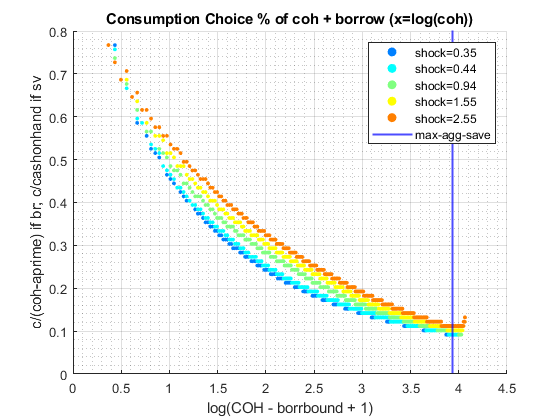 Consumption Choice % of coh + borrow (x=log(coh))
0.8
0.7
0.6
0.5
0.4
0.3
0.2
0.1
0
c/(coh-aprime) if br, c/cashonhand if sv
shock=0.35
shock=0.44
shock=0.94
shock=1.55
shock=2.55
max-agg-save
0
0.5
1
1.5
2
2.5
3
3.5
4
4.5
log(COH - borrbound + 1)